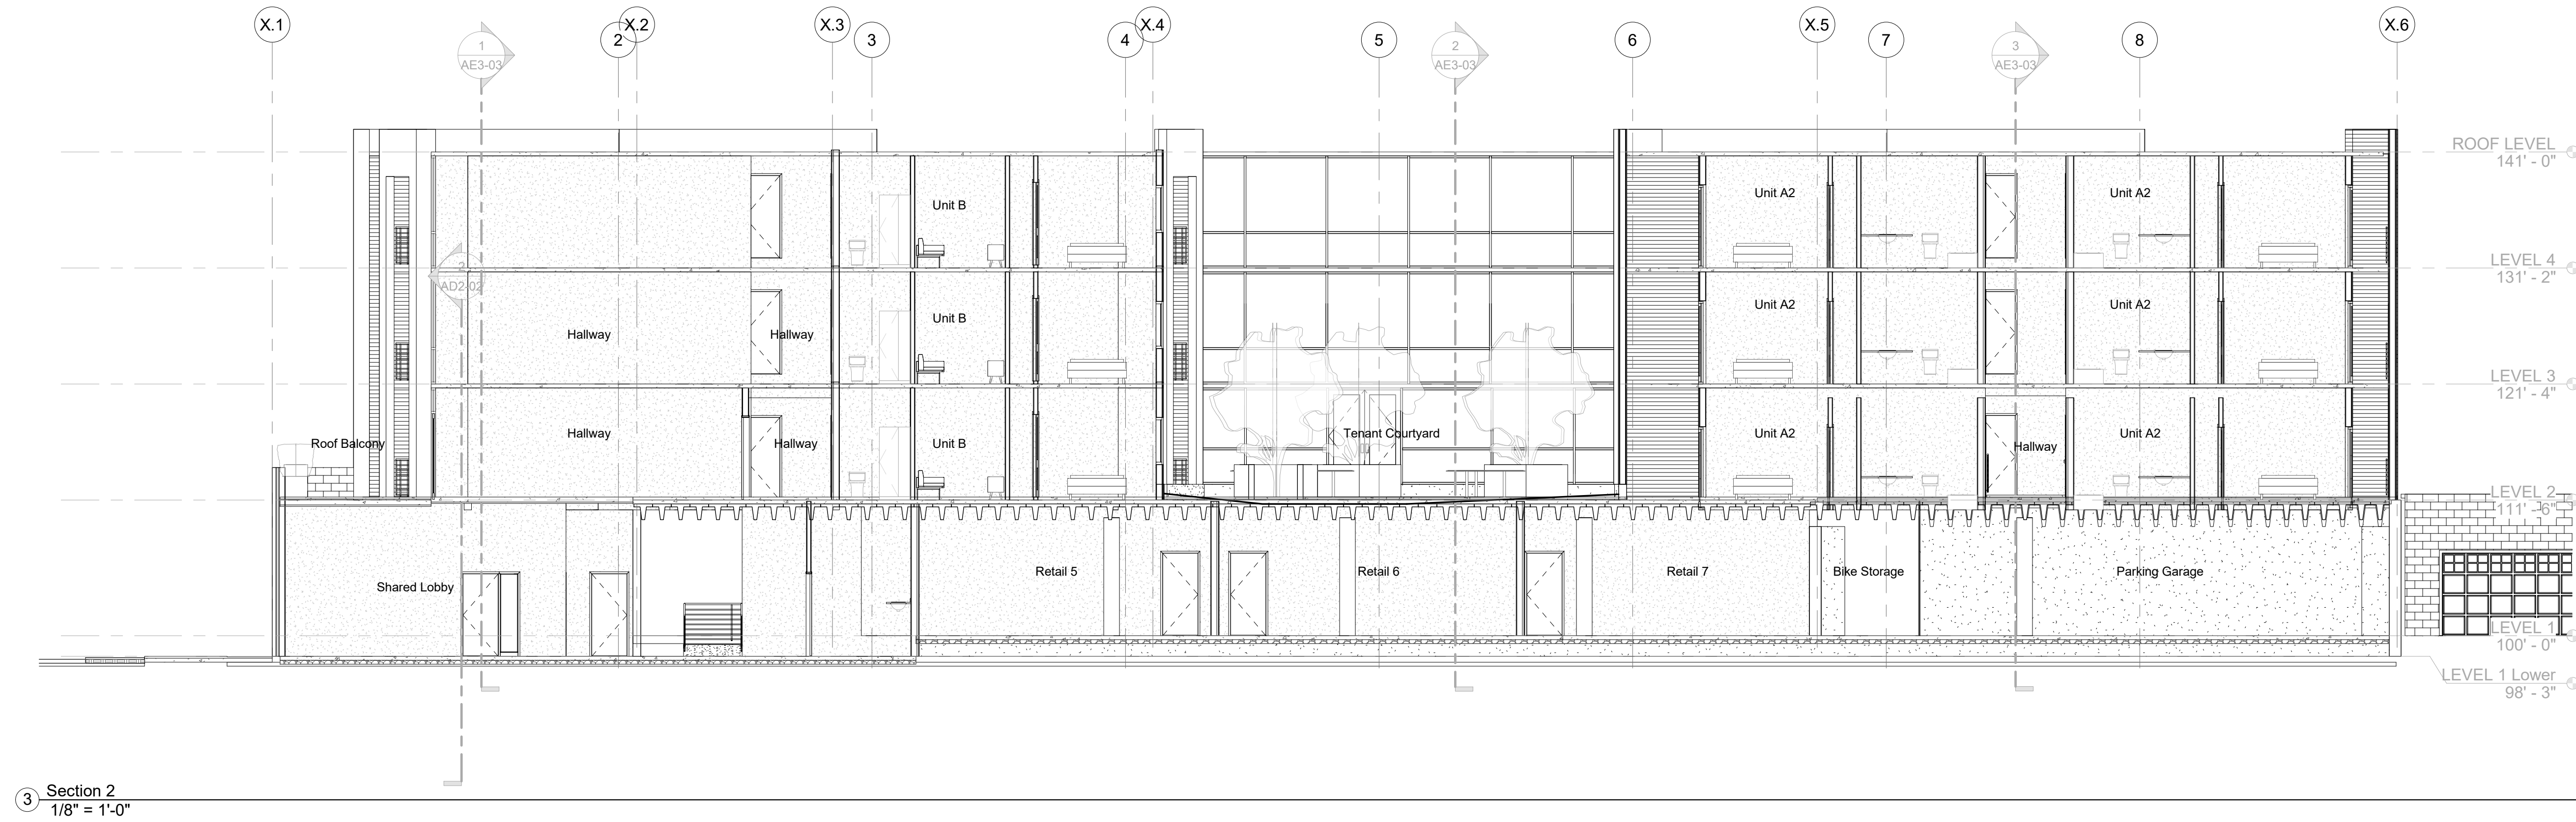 X.1
2
X.2
X.3
3
4
X.4
5
6
X.5
7
8
X.6
1
AE3-03
2
AE3-03
3
AE3-03
ROOF LEVEL
141' - 0"
Unit B
Unit A2
Unit A2
LEVEL 4
131' - 2"
2
AD2-02
Hallway
Hallway
Unit B
Unit A2
Unit A2
LEVEL 3
121' - 4"
Roof Balcony
Hallway
Hallway
Unit B
Tenant Courtyard
Unit A2
Hallway
Unit A2
LEVEL 2
111' - 6"
Shared Lobby
Retail 5
Retail 6
Retail 7
Bike Storage
Parking Garage
LEVEL 1
100' - 0"
LEVEL 1 Lower
98' - 3"
3
Section 2
1/8" = 1'-0"